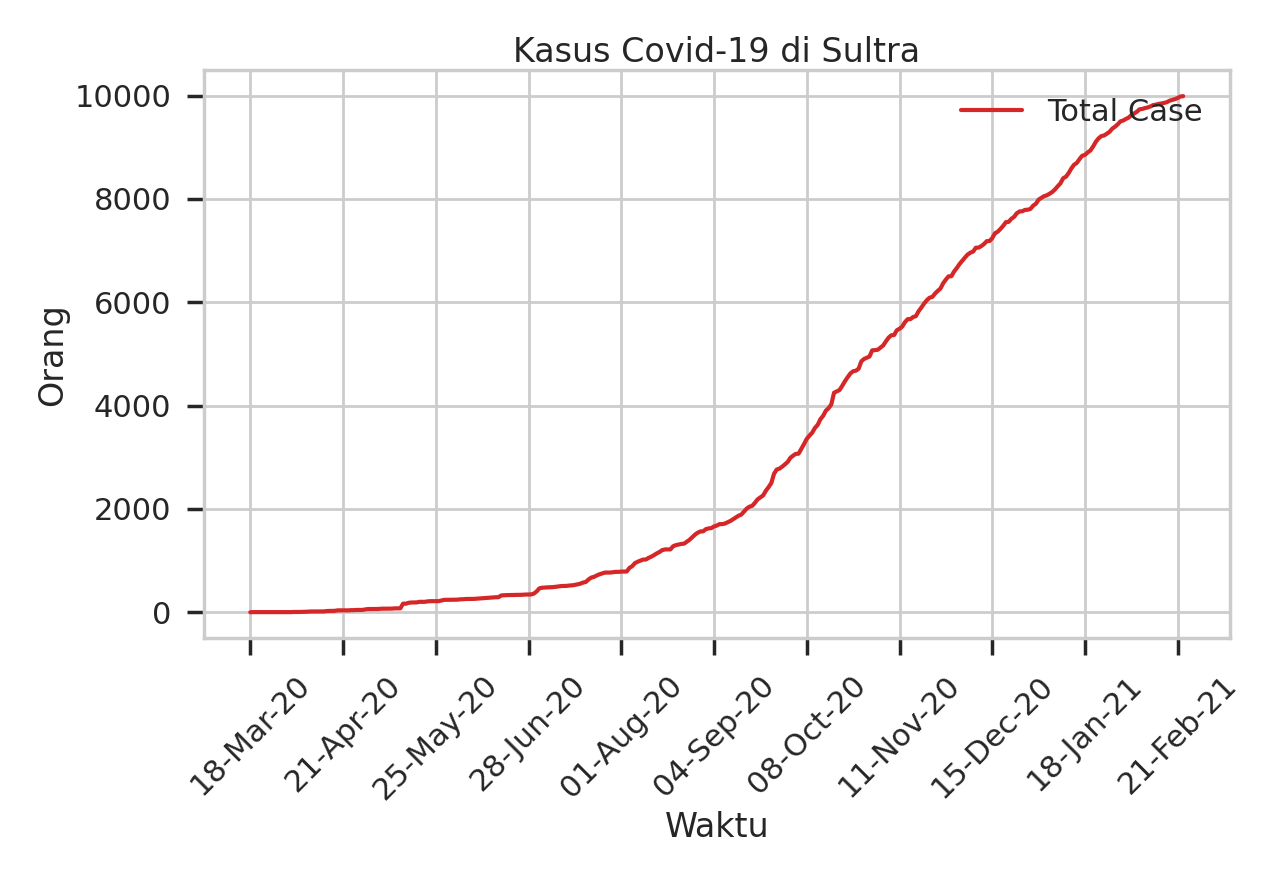 Kasus Covid-19 di Sultra
Total Case
Orang
10000
8000
6000
4000
2000
0
18-Mar-20
21-Apr-20
25-May-20
28-Jun-20
01-Aug-20
04-Sep-20
08-Oct-20
11-Nov-20
15-Dec-20
18-Jan-21
21-Feb-21
Waktu